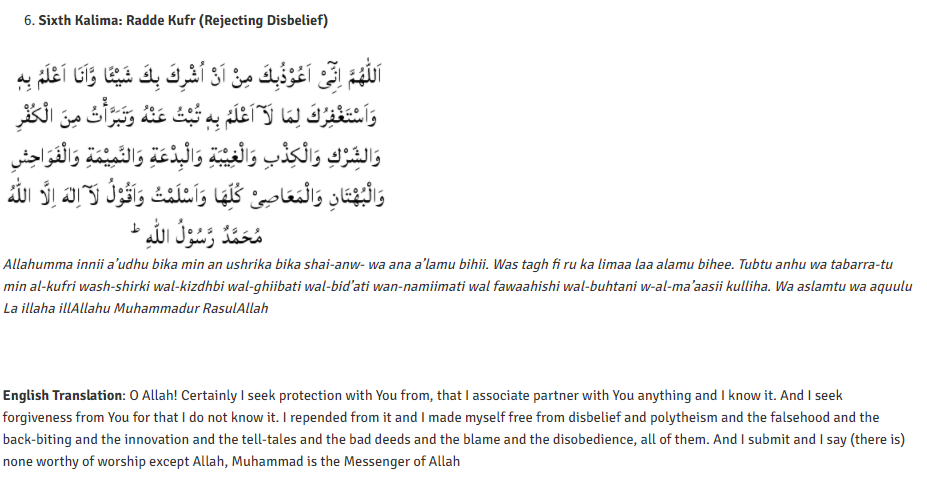 6. Sixth Kalima: Radde Kufr (Rejecting Disbelief)
اَللّٰهُمَّ اِنِّیْٓ اَعُوْذُبِكَ مِنْ اَنْ اُشْرِكَ بِكَ شَیْئًا وَّاَنَا اَعْلَمُ بِهٖ
وَاَسْتَغْفِرُكَ لِمَا لَآ اَعْلَمُ بِهٖ تُبْتُ عَنْهُ وَتَبَرَّأْتُ مِنَ الْكُفْرِ
وَالشِّرْكِ وَالْكِذْبِ وَالْغِیْبَةِ وَالْبِدْعَةِ وَالنَّمِیْمَةِ وَالْفَوَاحِشِ
وَالْبُهْتَانِ وَالْمَعَاصِیْ كُلِّهَا وَاَسْلَمْتُ وَاَقُوْلُ لَآ اِلٰهَ اِلَّا اللّٰهُ
مُحَمَّدٌ رَّسُوْلُ اللّٰهِ ؕ
Allahumma innii a'udhu bika min an ushrika bika shai-anw- wa ana a'lamu bihii. Was tagh fi ru ka limaa laa alamu bihee. Tubtu anhu wa tabarra-tu
min al-kufri wash-shirki wal-kizdhbi wal-ghiibati wal-bid'ati wan-namiimati wal fawaahishi wal-buhtani w-al-ma'aasii kulliha. Wa aslamtu wa aquulu
La illaha illAllahu Muhammadur RasulAllah
English Translation: O Allah! Certainly I seek protection with You from, that I associate partner with You anything and I know it. And I seek
forgiveness from You for that I do not know it. I repended from it and I made myself free from disbelief and polytheism and the falsehood and the
back-biting and the innovation and the tell-tales and the bad deeds and the blame and the disobedience, all of them. And I submit and I say (there is)
none worthy of worship except Allah, Muhammad is the Messenger of Allah